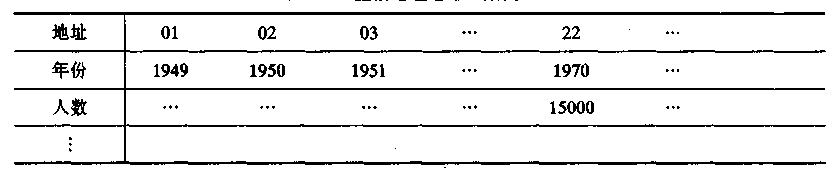 地址 01 02 03 … 22 …
年份 1949 1950 1951 … 1970 …
人数 … … … … 15000 …
⋮